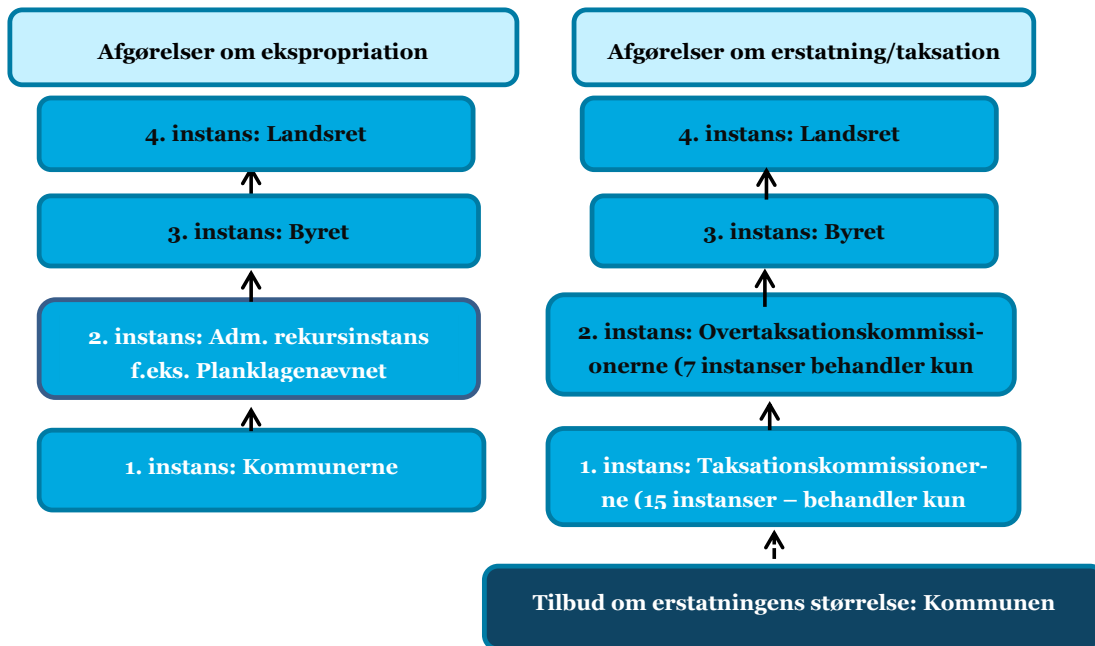 Afgørelser om ekspropriation
4. instans: Landsret
3. instans: Byret
2. instans: Adm. rekursinstans
f.eks. Planklagenævnet
1. instans: Kommunerne
Afgørelser om erstatning/taksation
4. instans: Landsret
3. instans: Byret
2. instans: Overtaksationskommissi-
onerne (7 instanser behandler kun
1. instans: Taksationskommissioner-
ne (15 instanser – behandler kun
Tilbud om erstatningens størrelse: Kommunen